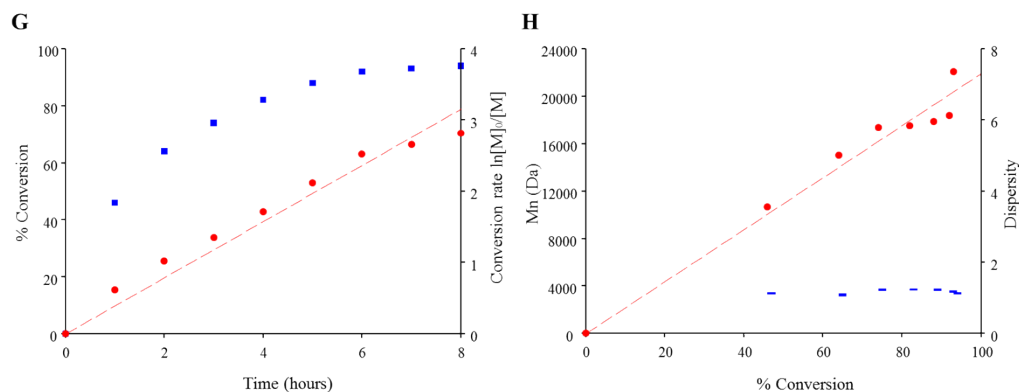 G
H
100
80
60
40
20
0
% Conversion
4
3
2
1
0
Conversion rate ln[M]₀/[M]
0 2 4 6 8
Time (hours)
24000
20000
16000
12000
8000
4000
0
Mn (Da)
8
6
4
2
0
Dispersity
0 20 40 60 80 100
% Conversion